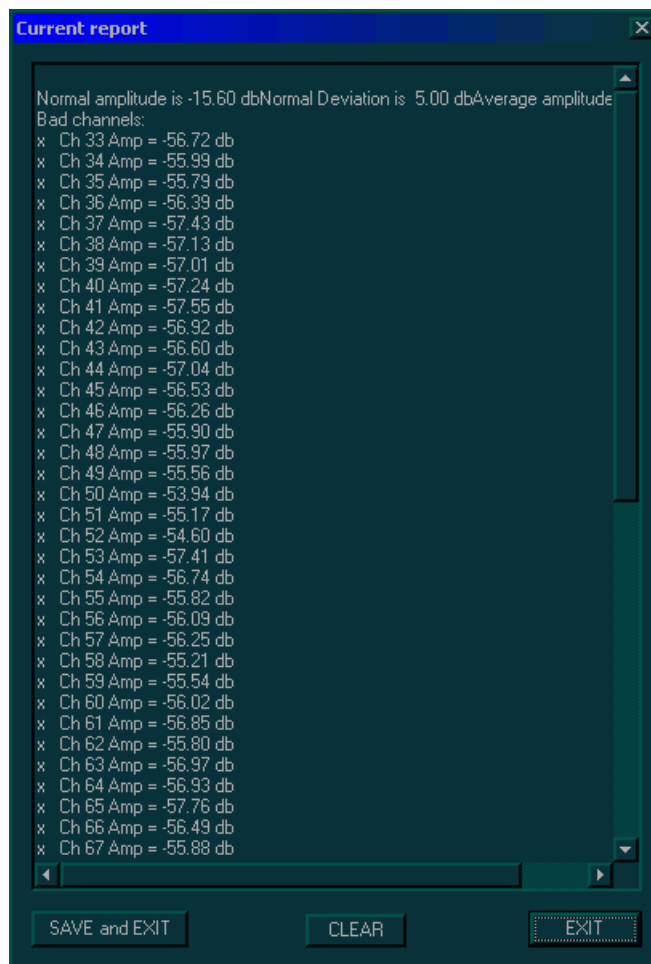 Current report
Normal amplitude is -15.60 dbNormal Deviation is  5.00 dbAverage amplitude
Bad channels:
x   Ch 33 Amp = -56.72 db
x   Ch 34 Amp = -55.99 db
x   Ch 35 Amp = -55.79 db
x   Ch 36 Amp = -56.39 db
x   Ch 37 Amp = -57.43 db
x   Ch 38 Amp = -57.13 db
x   Ch 39 Amp = -57.01 db
x   Ch 40 Amp = -57.24 db
x   Ch 41 Amp = -57.55 db
x   Ch 42 Amp = -56.92 db
x   Ch 43 Amp = -56.60 db
x   Ch 44 Amp = -57.04 db
x   Ch 45 Amp = -56.53 db
x   Ch 46 Amp = -56.26 db
x   Ch 47 Amp = -55.90 db
x   Ch 48 Amp = -55.97 db
x   Ch 49 Amp = -55.56 db
x   Ch 50 Amp = -53.94 db
x   Ch 51 Amp = -55.17 db
x   Ch 52 Amp = -54.60 db
x   Ch 53 Amp = -57.41 db
x   Ch 54 Amp = -56.74 db
x   Ch 55 Amp = -55.82 db
x   Ch 56 Amp = -56.09 db
x   Ch 57 Amp = -56.25 db
x   Ch 58 Amp = -55.21 db
x   Ch 59 Amp = -55.54 db
x   Ch 60 Amp = -56.02 db
x   Ch 61 Amp = -56.85 db
x   Ch 62 Amp = -55.80 db
x   Ch 63 Amp = -56.97 db
x   Ch 64 Amp = -56.93 db
x   Ch 65 Amp = -57.76 db
x   Ch 66 Amp = -56.49 db
x   Ch 67 Amp = -55.88 db
SAVE and EXIT CLEAR EXIT